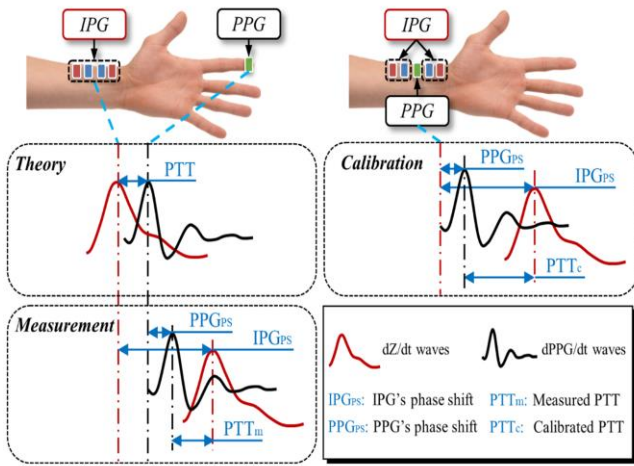 IPG
PPG
IPG
PPG
Theory
PTT
Calibration
PPGPS
IPGPS
PTTc
Measurement
PPGPS
IPGPS
PTTm
dZ/dt waves
dPPG/dt waves
IPGPS: IPG's phase shift
PTTm: Measured PTT
PPGPS: PPG's phase shift
PTTc: Calibrated PTT